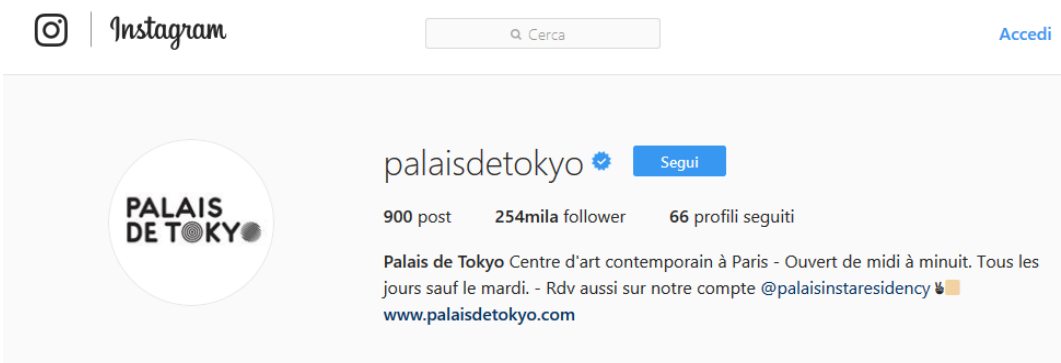 Instagram
Cerca
Accedi
PALAIS
DE TOKYO
palaisdetokyo
Segui
900 post 254mila follower 66 profili seguiti
Palais de Tokyo Centre d'art contemporain à Paris - Ouvert de midi à minuit. Tous les
jours sauf le mardi. - Rdv aussi sur notre compte @palaisinstaresidency
www.palaisdetokyo.com